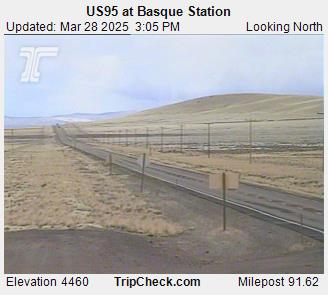 US95 at Basque Station
Updated: Mar 28 2025 3:05 PM Looking North
Elevation 4460 TripCheck.com Milepost 91.62